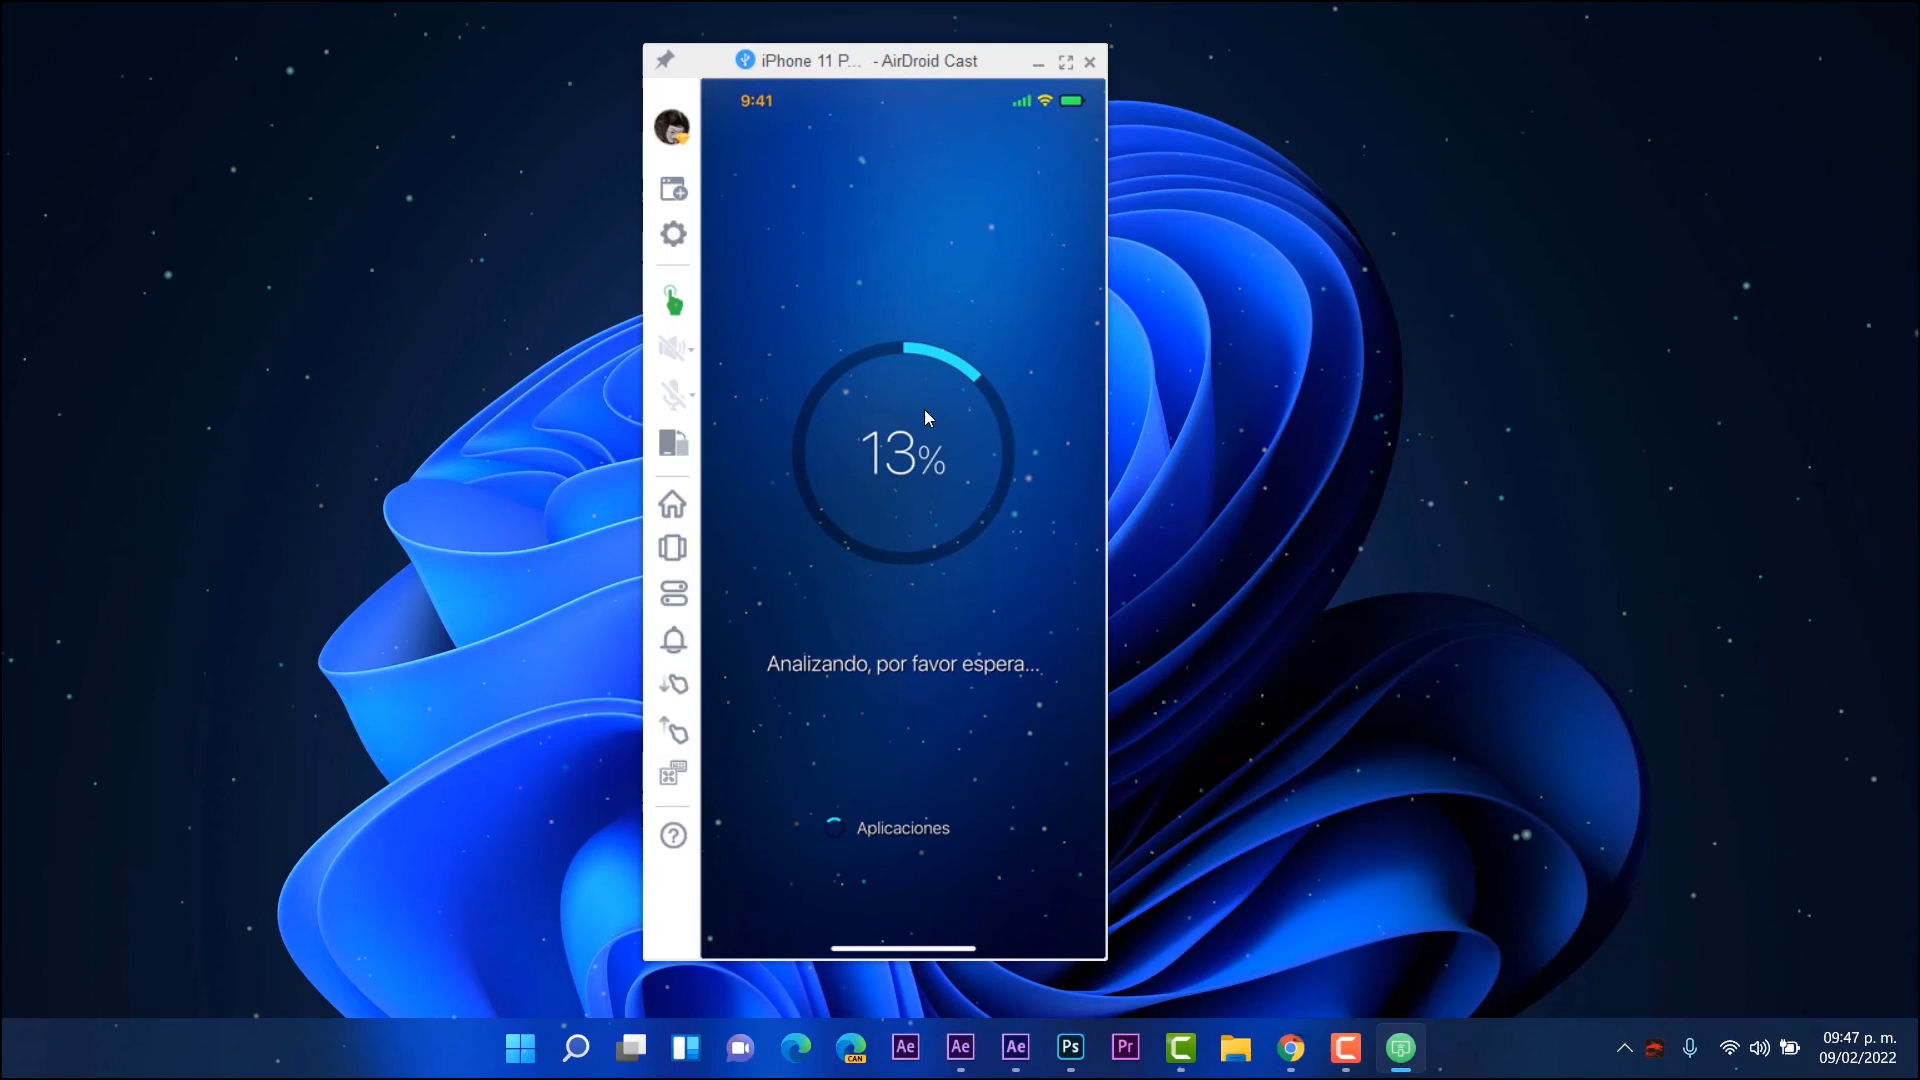 iPhone 11 P... - AirDroid Cast
9:41
13%
Analizando, por favor espera...
Aplicaciones
CAN
Ae
Ae
Ae
Ps
Pr
09:47 p. m.
09/02/2022